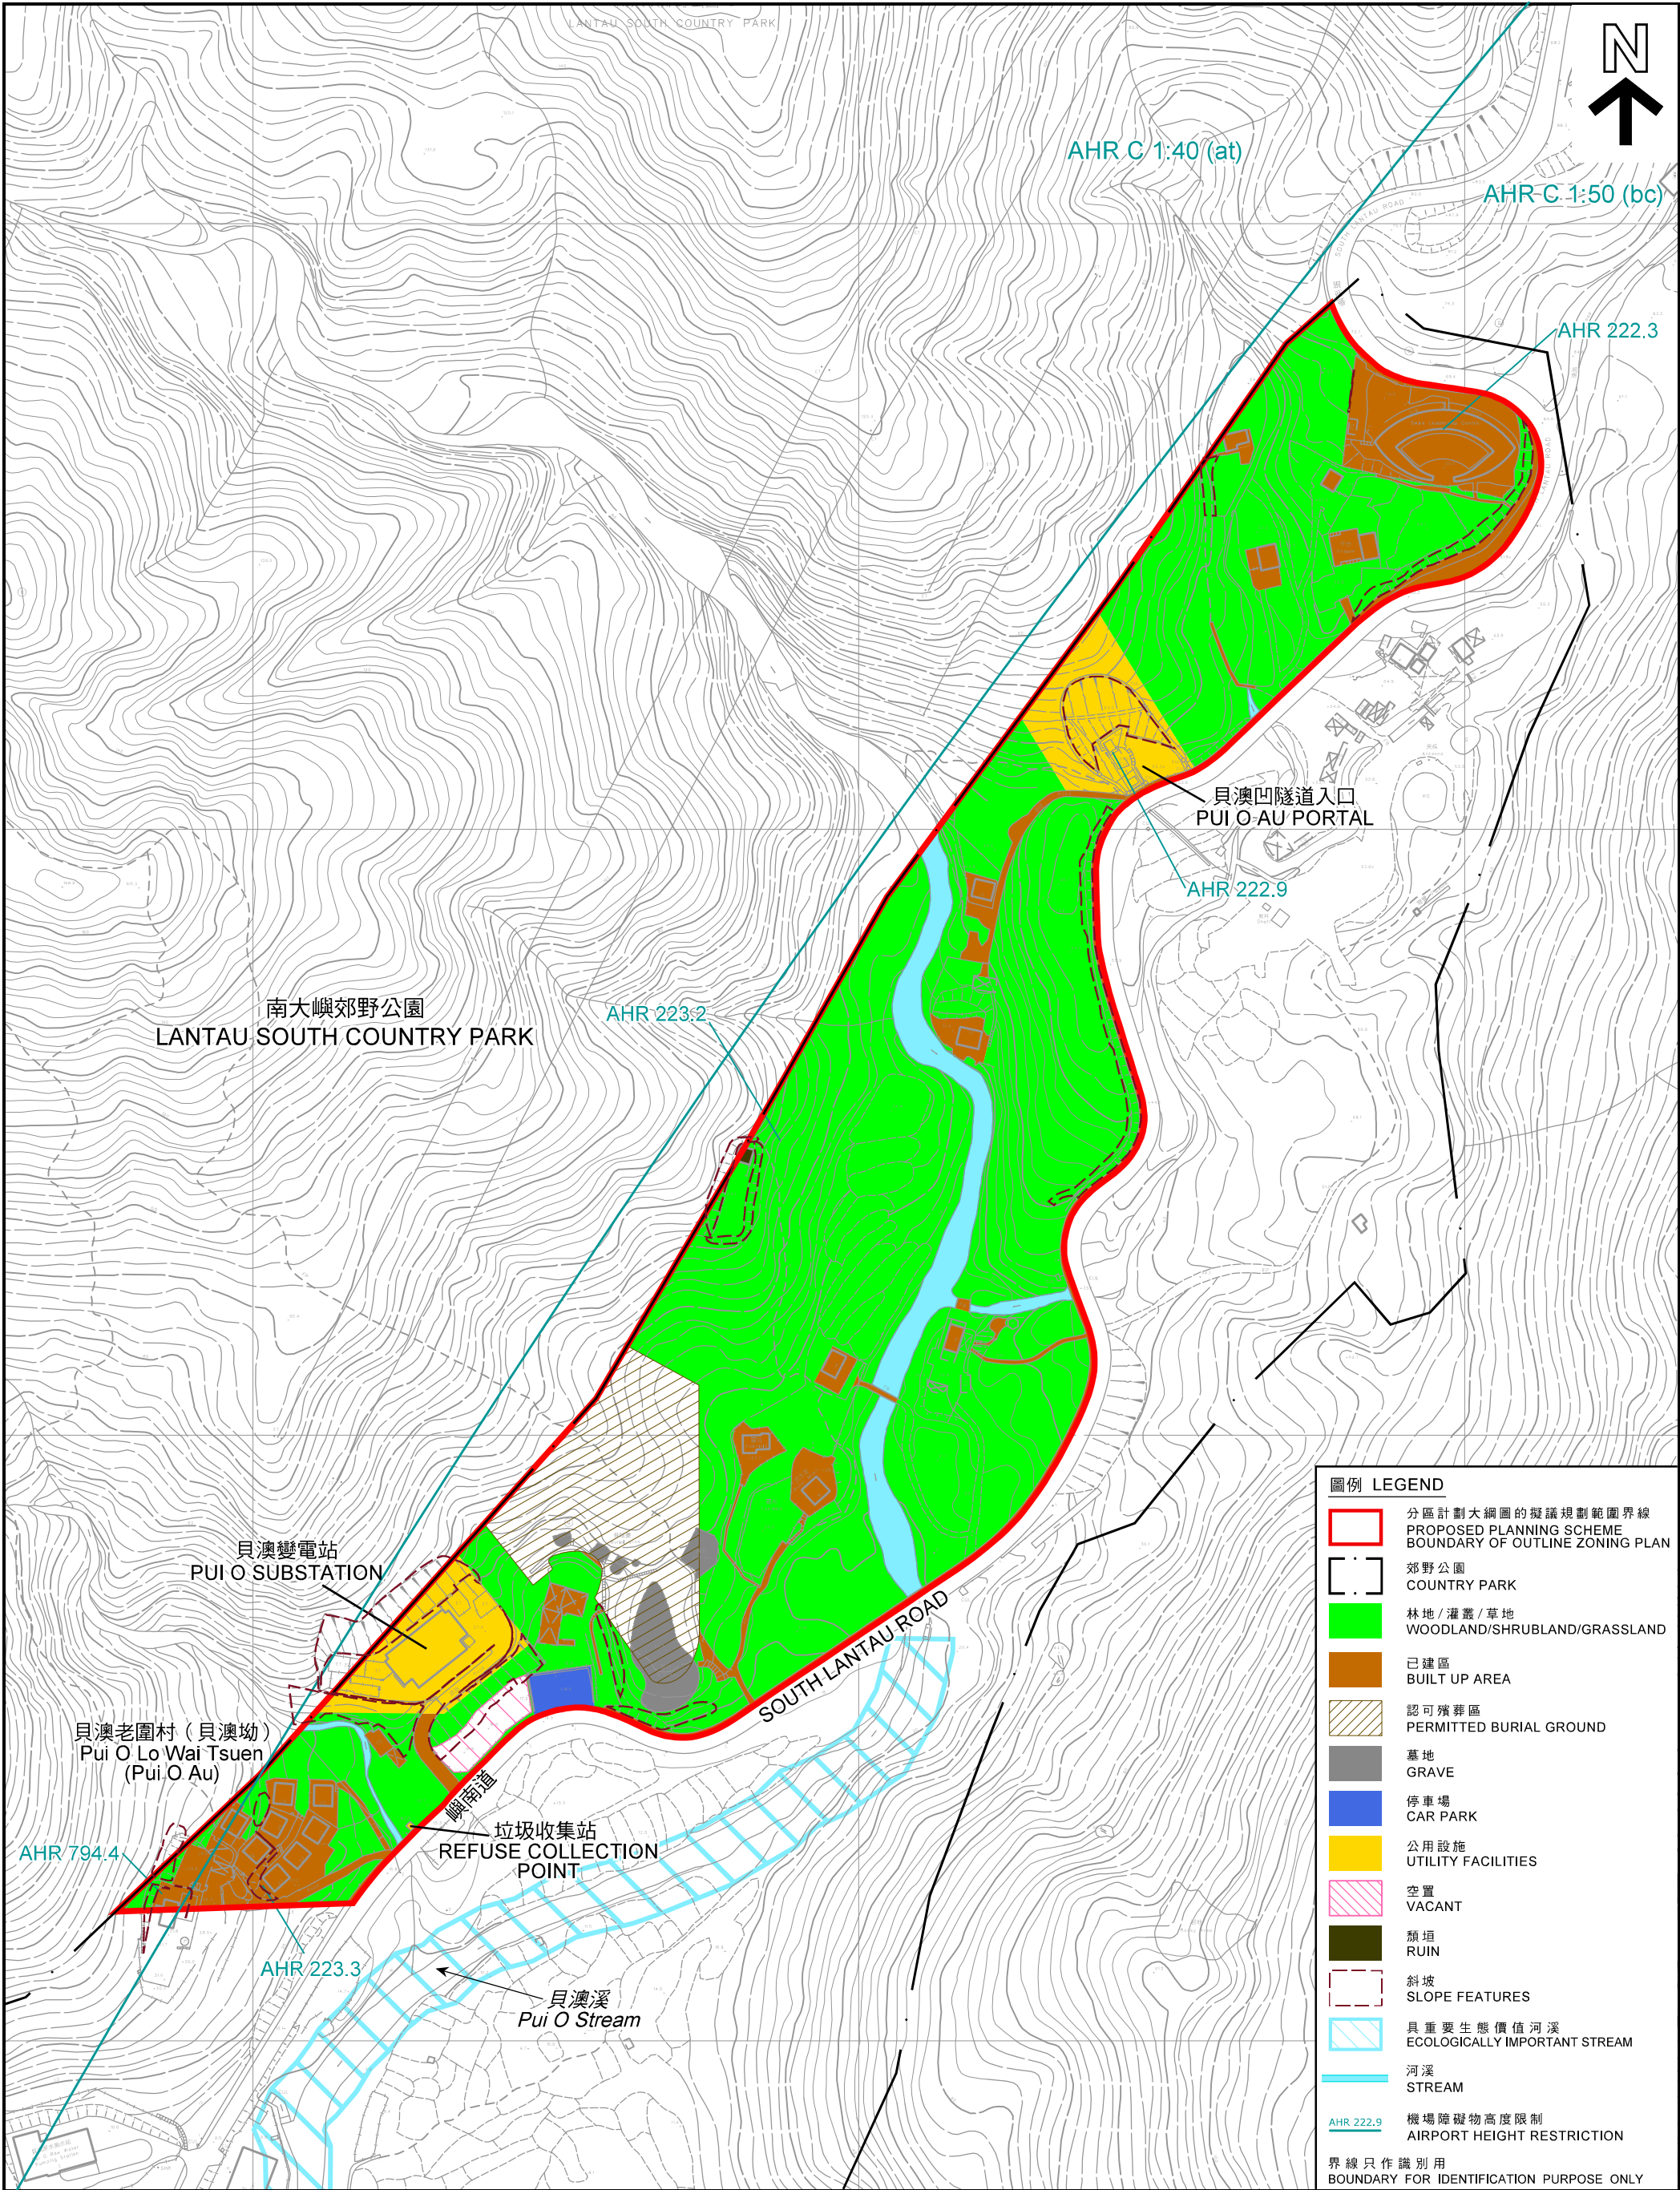 LANTAU SOUTH COUNTRY PARK
N
AHR C 1:40 (at)
AHR C 1:50 (bc)
SOUTH LANTAU ROAD
AHR 222.3
LANTAU ROAD
貝澳凹隧道入口
PUI O AU PORTAL
AHR 222.9
南大嶼郊野公園
LANTAU SOUTH COUNTRY PARK
AHR 223.2
貝澳變電站
PUI O SUBSTATION
SOUTH LANTAU ROAD
貝澳老圍村（貝澳坳）
Pui O Lo Wai Tsuen
(Pui O Au)
嶼南道
垃圾收集站
REFUSE COLLECTION
POINT
AHR 794.4
AHR 223.3
貝澳溪
Pui O Stream
圖例 LEGEND
分區計劃大綱圖的擬議規劃範圍界線
PROPOSED PLANNING SCHEME
BOUNDARY OF OUTLINE ZONING PLAN
郊野公園
COUNTRY PARK
林地/灌叢/草地
WOODLAND/SHRUBLAND/GRASSLAND
已建區
BUILT UP AREA
認可殯葬區
PERMITTED BURIAL GROUND
墓地
GRAVE
停車場
CAR PARK
公用設施
UTILITY FACILITIES
空置
VACANT
頹垣
RUIN
斜坡
SLOPE FEATURES
具重要生態價值河溪
ECOLOGICALLY IMPORTANT STREAM
河溪
STREAM
AHR 222.9
機場障礙物高度限制
AIRPORT HEIGHT RESTRICTION
界線只作識別用
BOUNDARY FOR IDENTIFICATION PURPOSE ONLY